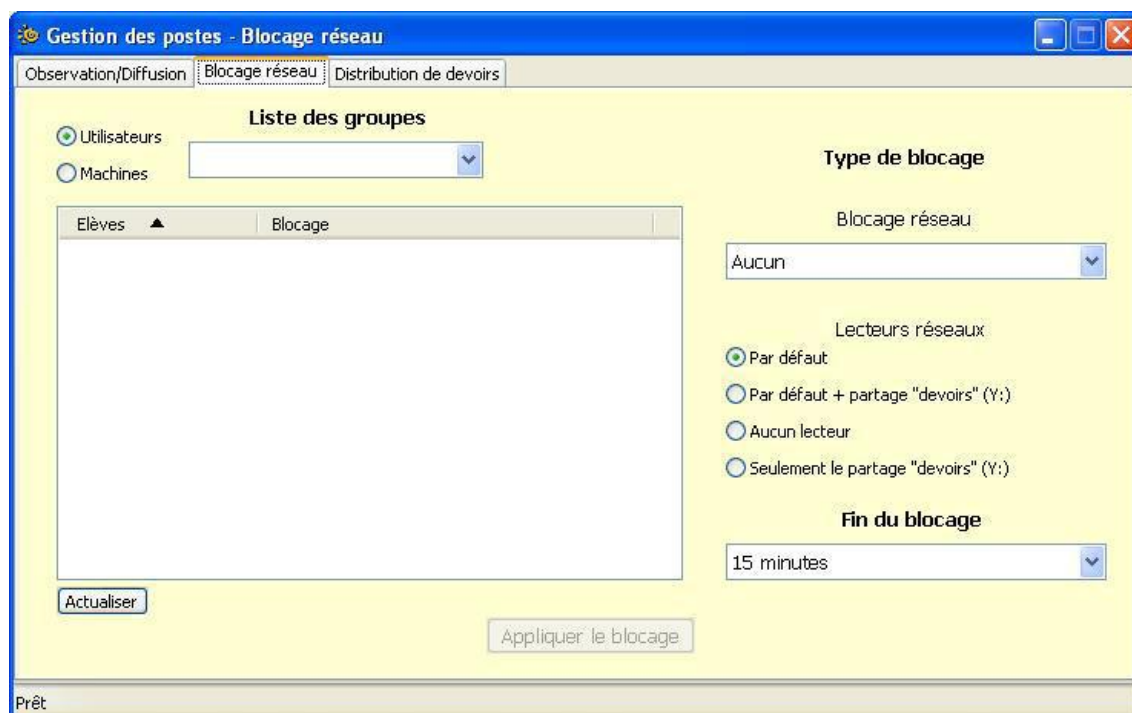 Gestion des postes - Blocage réseau
Observation/Diffusion Blocage réseau Distribution de devoirs
Liste des groupes
Utilisateurs
Machines
Elèves Blocage
Actualiser
Type de blocage
Blocage réseau
Aucun
Lecteurs réseaux
Par défaut
Par défaut + partage "devoirs" (Y:)
Aucun lecteur
Seulement le partage "devoirs" (Y:)
Fin du blocage
15 minutes
Appliquer le blocage
Prêt